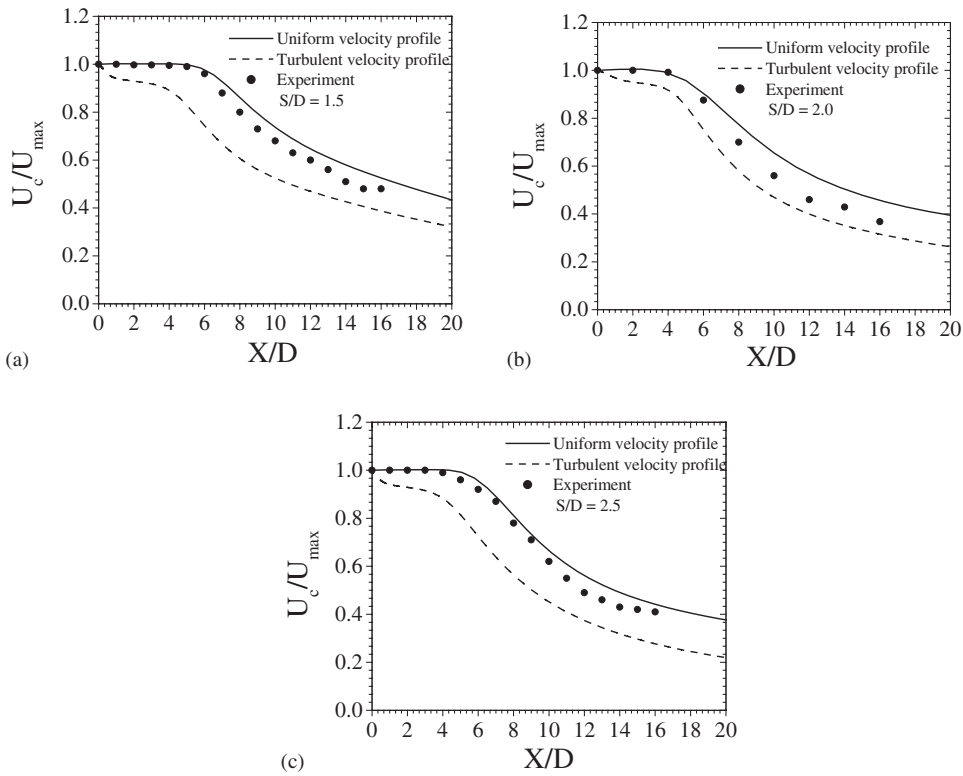 1.2
1.0
0.8
0.6
0.4
0.2
0.0
U_c/U_max
Uniform velocity profile
Turbulent velocity profile
Experiment
S/D = 1.5
0 2 4 6 8 10 12 14 16 18 20
X/D
(a)
1.2
1.0
0.8
0.6
0.4
0.2
0.0
U_c/U_max
Uniform velocity profile
Turbulent velocity profile
Experiment
S/D = 2.0
0 2 4 6 8 10 12 14 16 18 20
X/D
(b)
1.2
1.0
0.8
0.6
0.4
0.2
0.0
U_c/U_max
Uniform velocity profile
Turbulent velocity profile
Experiment
S/D = 2.5
0 2 4 6 8 10 12 14 16 18 20
X/D
(c)